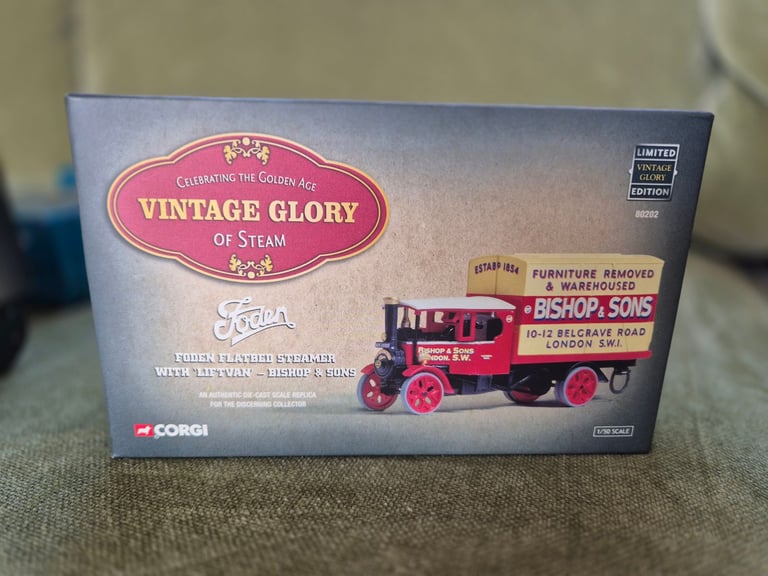 CELEBRATING THE GOLDEN AGE
VINTAGE GLORY
OF STEAM
LIMITED
VINTAGE
GLORY
EDITION
80202
Foden
FODEN FLATBED STEAMER
WITH 'LIFTVAN' – BISHOP & SONS
AN AUTHENTIC DIE-CAST SCALE REPLICA
FOR THE DISCERNING COLLECTOR
CORGI
ESTABD 1854
FURNITURE REMOVED
& WAREHOUSED
BISHOP & SONS
10-12 BELGRAVE ROAD
LONDON S.W.1.
BISHOP & SONS
LONDON. S.W.
1/50 SCALE